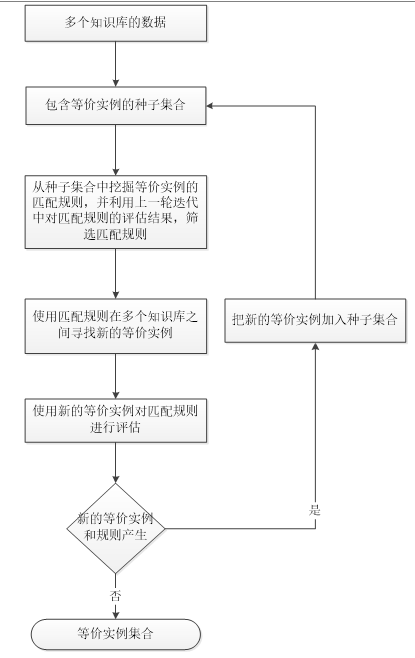 多个知识库的数据
包含等价实例的种子集合
从种子集合中挖掘等价实例的
匹配规则，并利用上一轮迭代
中对匹配规则的评估结果，筛
选匹配规则
使用匹配规则在多个知识库之
间寻找新的等价实例
把新的等价实例加入种子集合
使用新的等价实例对匹配规则
进行评估
新的等价实例
和规则产生
是
否
等价实例集合